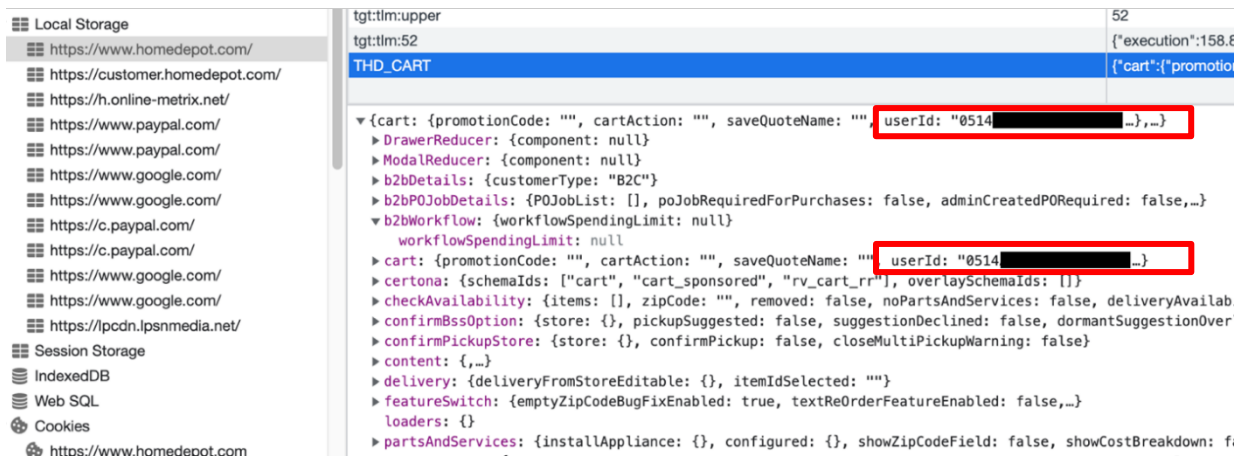 Local Storage
https://www.homedepot.com/
https://customer.homedepot.com/
https://h.online-metrix.net/
https://www.paypal.com/
https://www.paypal.com/
https://www.google.com/
https://www.google.com/
https://c.paypal.com/
https://c.paypal.com/
https://www.google.com/
https://www.google.com/
https://lpcdn.lpsnmedia.net/
Session Storage
IndexedDB
Web SQL
Cookies
https://www.homedepot.com
tgt:tlm:upper 52
tgt:tlm:52 {"execution":158.8
THD_CART {"cart":{"promotion
▼{cart: {promotionCode: "", cartAction: "", saveQuoteName: "", userId: "0514 …},…}
▶DrawerReducer: {component: null}
▶ModalReducer: {component: null}
▶b2bDetails: {customerType: "B2C"}
▶b2bPOJobDetails: {POJobList: [], poJobRequiredForPurchases: false, adminCreatedPORequired: false,…}
▼b2bWorkflow: {workflowSpendingLimit: null}
workflowSpendingLimit: null
▶cart: {promotionCode: "", cartAction: "", saveQuoteName: "", userId: "0514 …}
▶certona: {schemaIds: ["cart", "cart_sponsored", "rv_cart_rr"], overlaySchemaIds: []}
▶checkAvailability: {items: [], zipCode: "", removed: false, noPartsAndServices: false, deliveryAvailab
▶confirmBssOption: {store: {}, pickupSuggested: false, suggestionDeclined: false, dormantSuggestionOver
▶confirmPickupStore: {store: {}, confirmPickup: false, closeMultiPickupWarning: false}
▶content: {,…}
▶delivery: {deliveryFromStoreEditable: {}, itemIdSelected: ""}
▶featureSwitch: {emptyZipCodeBugFixEnabled: true, textReOrderFeatureEnabled: false,…}
loaders: {}
▶partsAndServices: {installAppliance: {}, configured: {}, showZipCodeField: false, showCostBreakdown: fa